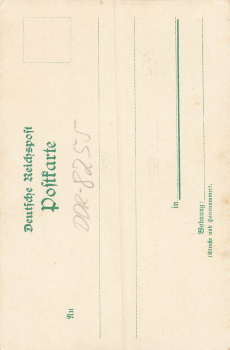 Deutsche Reichspost
Postkarte
DDR-8255
An
in
Wohnung:
(Straße und Hausnummer).